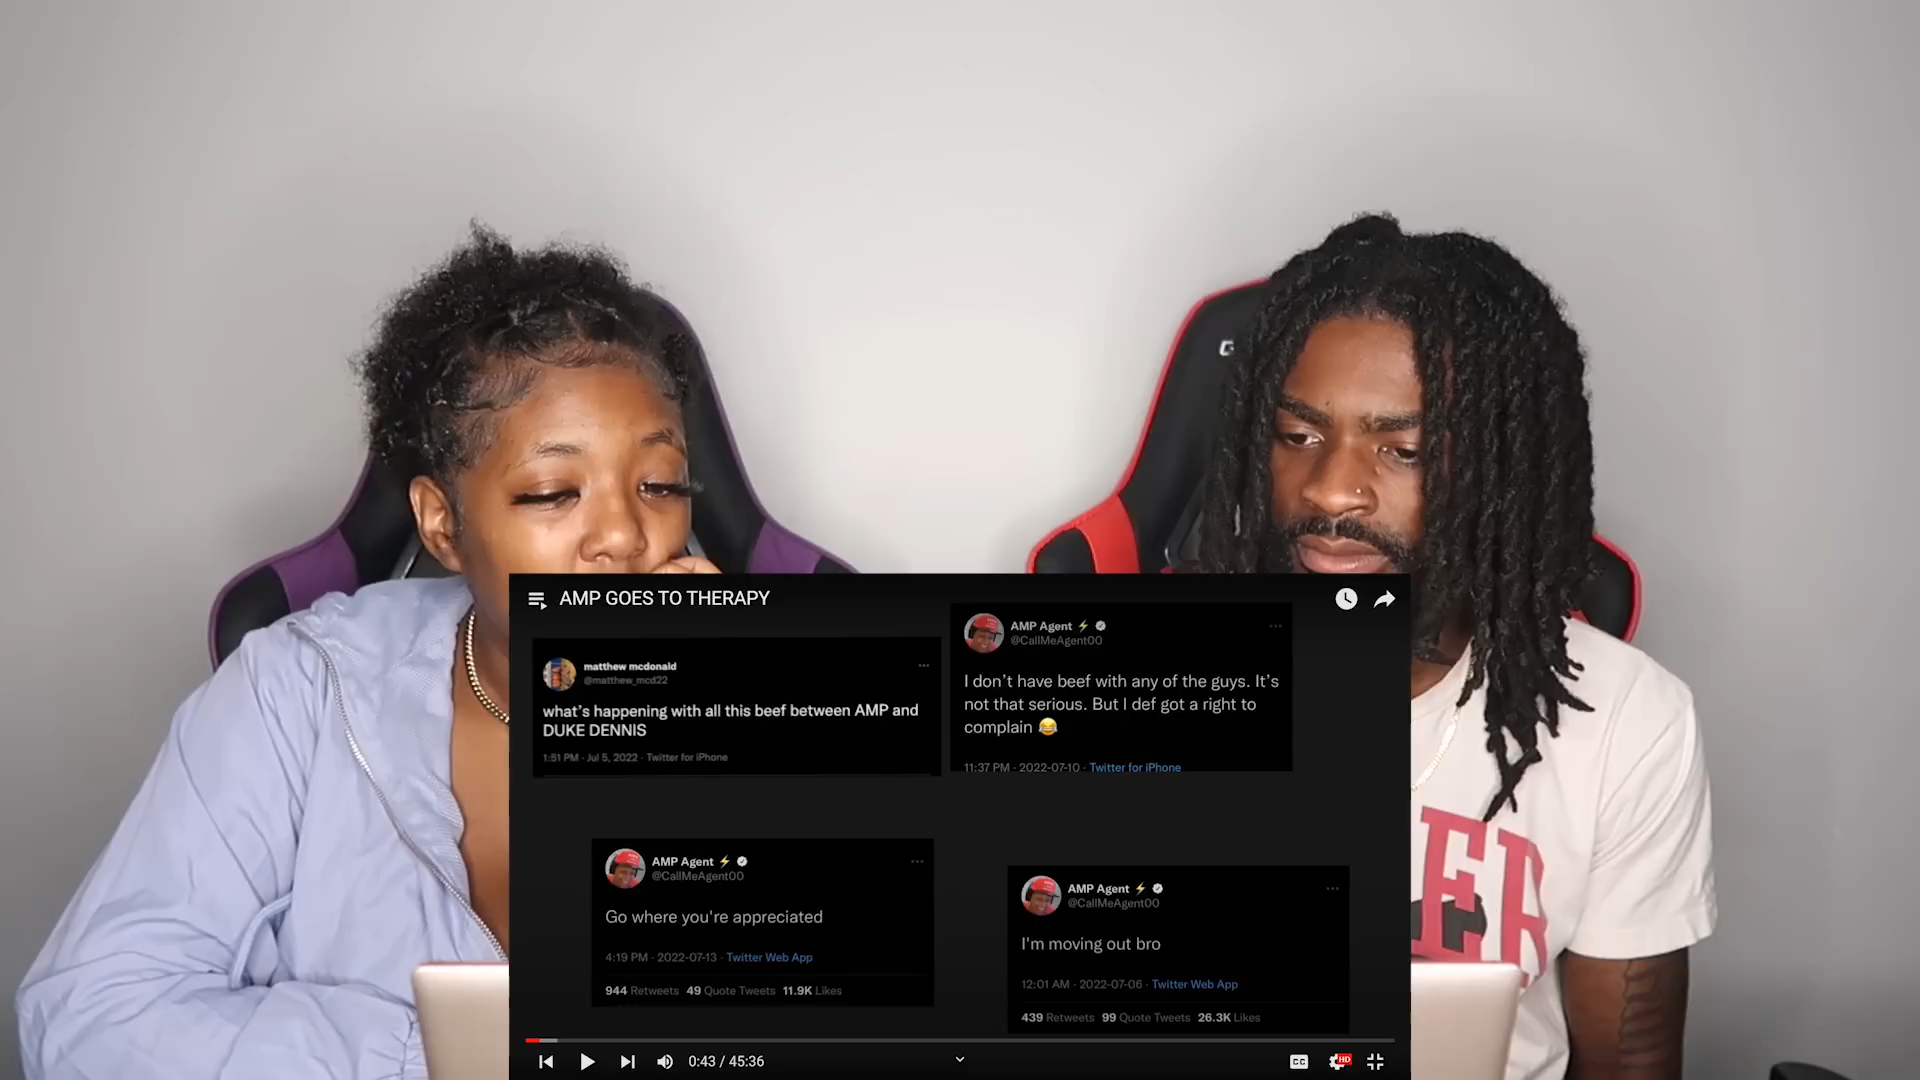 AMP GOES TO THERAPY
matthew mcdonald
@matthew_mcd22
what's happening with all this beef between AMP and
DUKE DENNIS
1:51 PM · Jul 5, 2022 · Twitter for iPhone
AMP Agent ⚡
@CallMeAgent00
I don't have beef with any of the guys. It's
not that serious. But I def got a right to
complain 😂
11:37 PM · 2022-07-10 · Twitter for iPhone
AMP Agent ⚡
@CallMeAgent00
Go where you're appreciated
4:19 PM · 2022-07-13 · Twitter Web App
944 Retweets 49 Quote Tweets 11.9K Likes
AMP Agent ⚡
@CallMeAgent00
I'm moving out bro
12:01 AM · 2022-07-06 · Twitter Web App
439 Retweets 99 Quote Tweets 26.3K Likes
0:43 / 45:36
CC
HD
ER